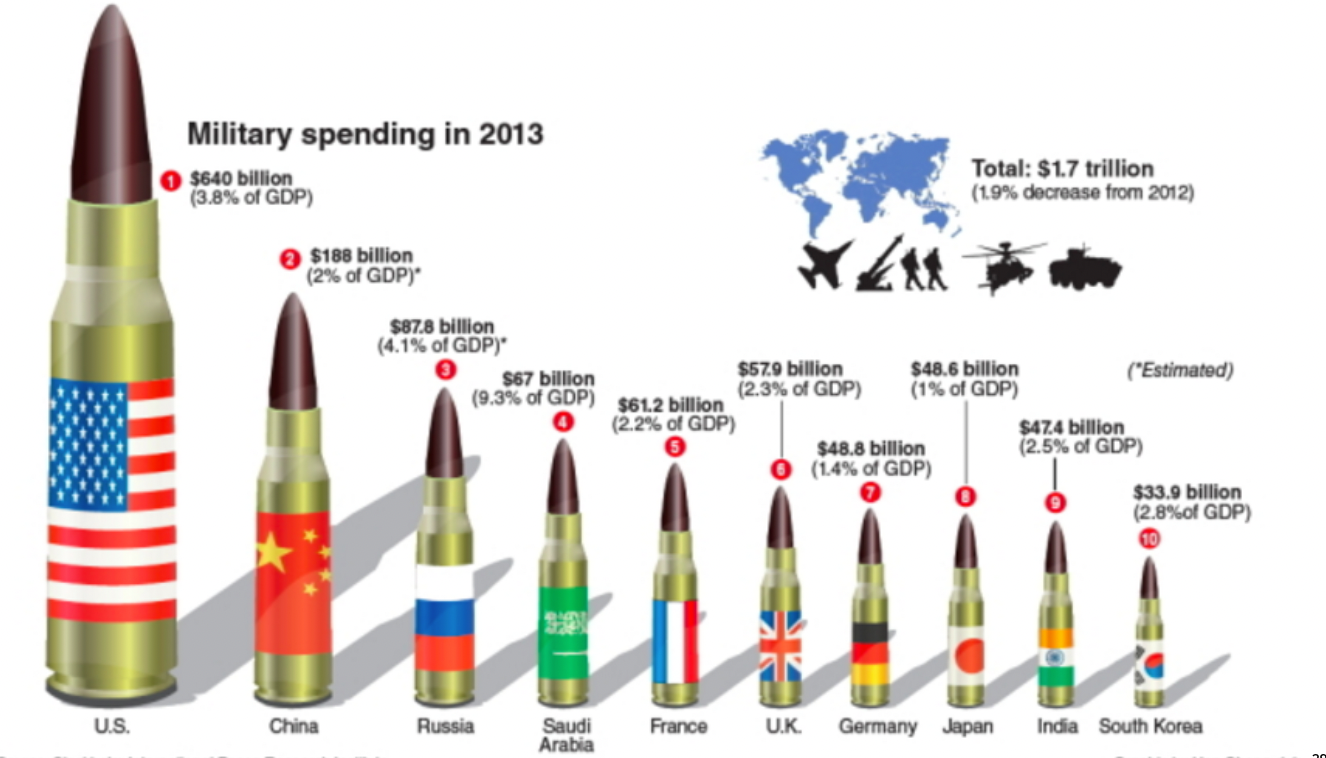 Military spending in 2013
1 $640 billion
(3.8% of GDP)
Total: $1.7 trillion
(1.9% decrease from 2012)
2 $188 billion
(2% of GDP)*
$87.8 billion
(4.1% of GDP)*
3
$67 billion
(9.3% of GDP)
4
$61.2 billion
(2.2% of GDP)
5
$57.9 billion
(2.3% of GDP)
6
$48.8 billion
(1.4% of GDP)
7
$48.6 billion
(1% of GDP)
8
$47.4 billion
(2.5% of GDP)
9
(*Estimated)
$33.9 billion
(2.8%of GDP)
10
U.S.
China
Russia
Saudi
Arabia
France
U.K.
Germany
Japan
India
South Korea